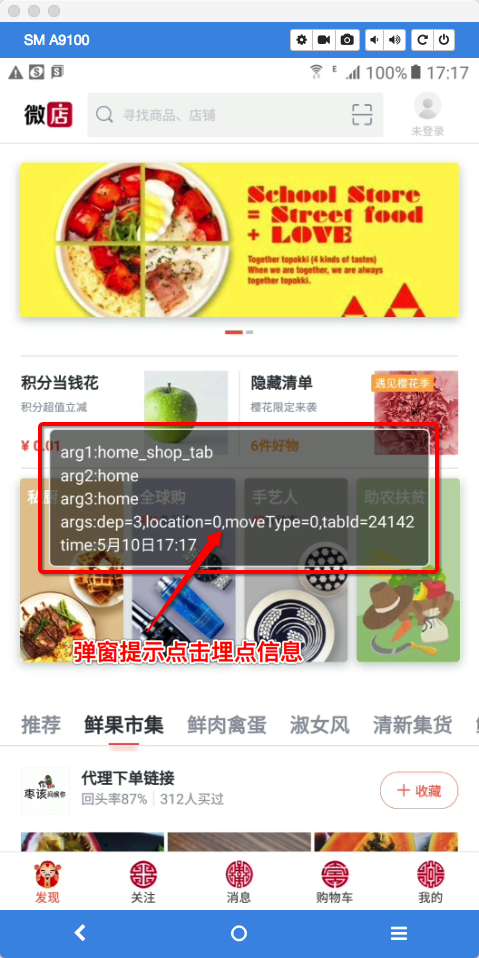 SM A9100
E 100% 17:17
微店
寻找商品、店铺
未登录
School Store
= Street food
+ LOVE
Together topokki (4 kinds of tastes)
When we are together, we are always
together topokki.
积分当钱花
积分超值立减
¥ 0.01
隐藏清单
樱花限定来袭
6件好物
遇见樱花季
私厨
全球购
手艺人
助农扶贫
arg1:home_shop_tab
arg2:home
arg3:home
args:dep=3,location=0,moveType=0,tabId=24142
time:5月10日17:17
弹窗提示点击埋点信息
推荐
鲜果市集
鲜肉禽蛋
淑女风
清新集货
枣该问候你
代理下单链接
回头率87% 312人买过
+ 收藏
发现
关注
消息
购物车
我的